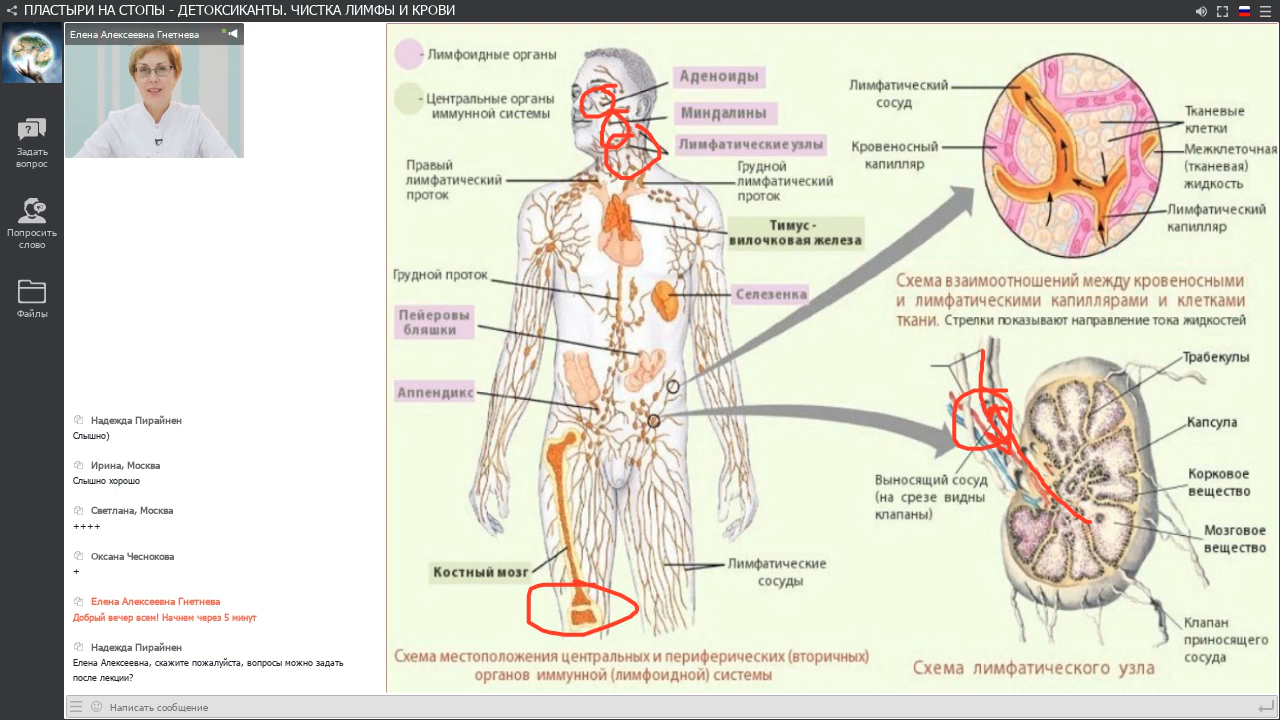 ПЛАСТЫРИ НА СТОПЫ - ДЕТОКСИКАНТЫ. ЧИСТКА ЛИМФЫ И КРОВИ
Елена Алексеевна Гнетнева
Задать
вопрос
Попросить
слово
Файлы
Надежда Пирайнен
Слышно)
Ирина, Москва
Слышно хорошо
Светлана, Москва
++++
Оксана Чеснокова
+
Елена Алексеевна Гнетнева
Добрый вечер всем! Начнем через 5 минут
Надежда Пирайнен
Елена Алексеевна, скажите пожалуйста, вопросы можно задать
после лекции?
Написать сообщение
- Лимфоидные органы
- Центральные органы
иммунной системы
Аденоиды
Миндалины
Лимфатические узлы
Правый
лимфатический
проток
Грудной
лимфатический
проток
Тимус -
вилочковая железа
Грудной проток
Селезенка
Пейеровы
бляшки
Аппендикс
Костный мозг
Лимфатические
сосуды
Схема местоположения центральных и периферических (вторичных)
органов иммунной (лимфоидной) системы
Лимфатический
сосуд
Кровеносный
капилляр
Тканевые
клетки
Межклеточная
(тканевая)
жидкость
Лимфатический
капилляр
Схема взаимоотношений между кровеносными
и лимфатическими капиллярами и клетками
ткани. Стрелки показывают направление тока жидкостей
Трабекулы
Капсула
Корковое
вещество
Мозговое
вещество
Выносящий сосуд
(на срезе видны
клапаны)
Клапан
приносящего
сосуда
Схема лимфатического узла